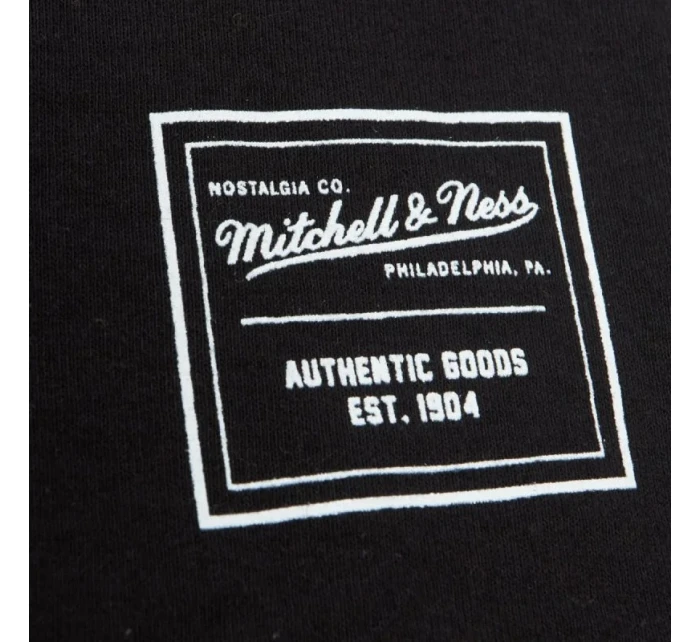 NOSTALGIA CO.
Mitchell & Ness
PHILADELPHIA, PA.
AUTHENTIC GOODS
EST. 1904